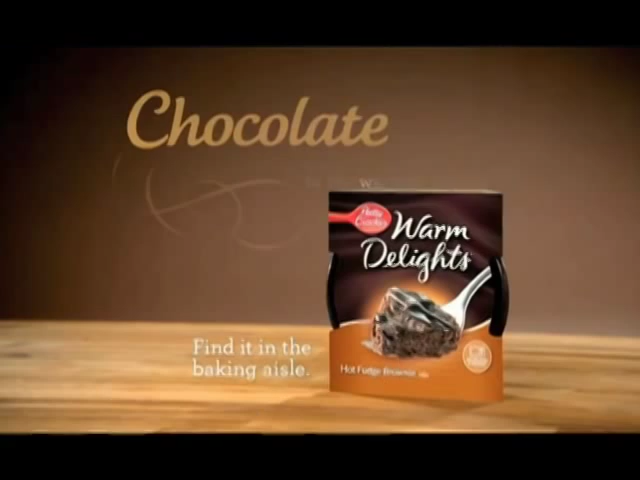 Chocolate
Betty
Crocker
Warm
Delights
Find it in the
baking aisle.
Hot Fudge Brownie